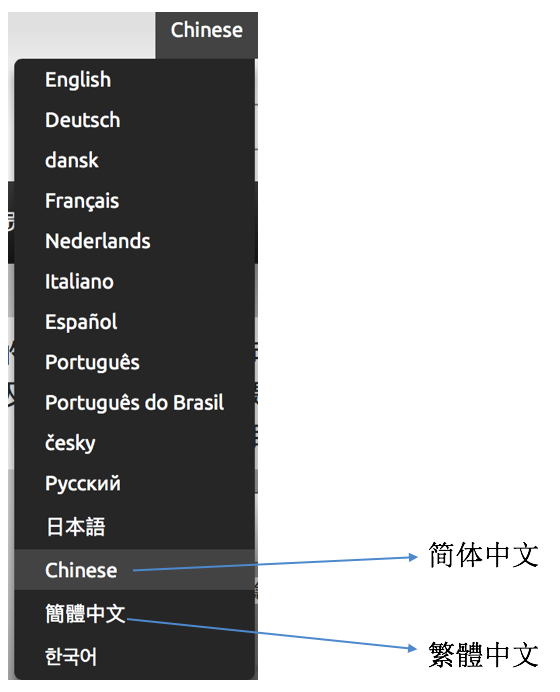 Chinese
English
Deutsch
dansk
Français
Nederlands
Italiano
Español
Português
Português do Brasil
česky
Русский
日本語
Chinese
简体中文
簡體中文
繁體中文
한국어